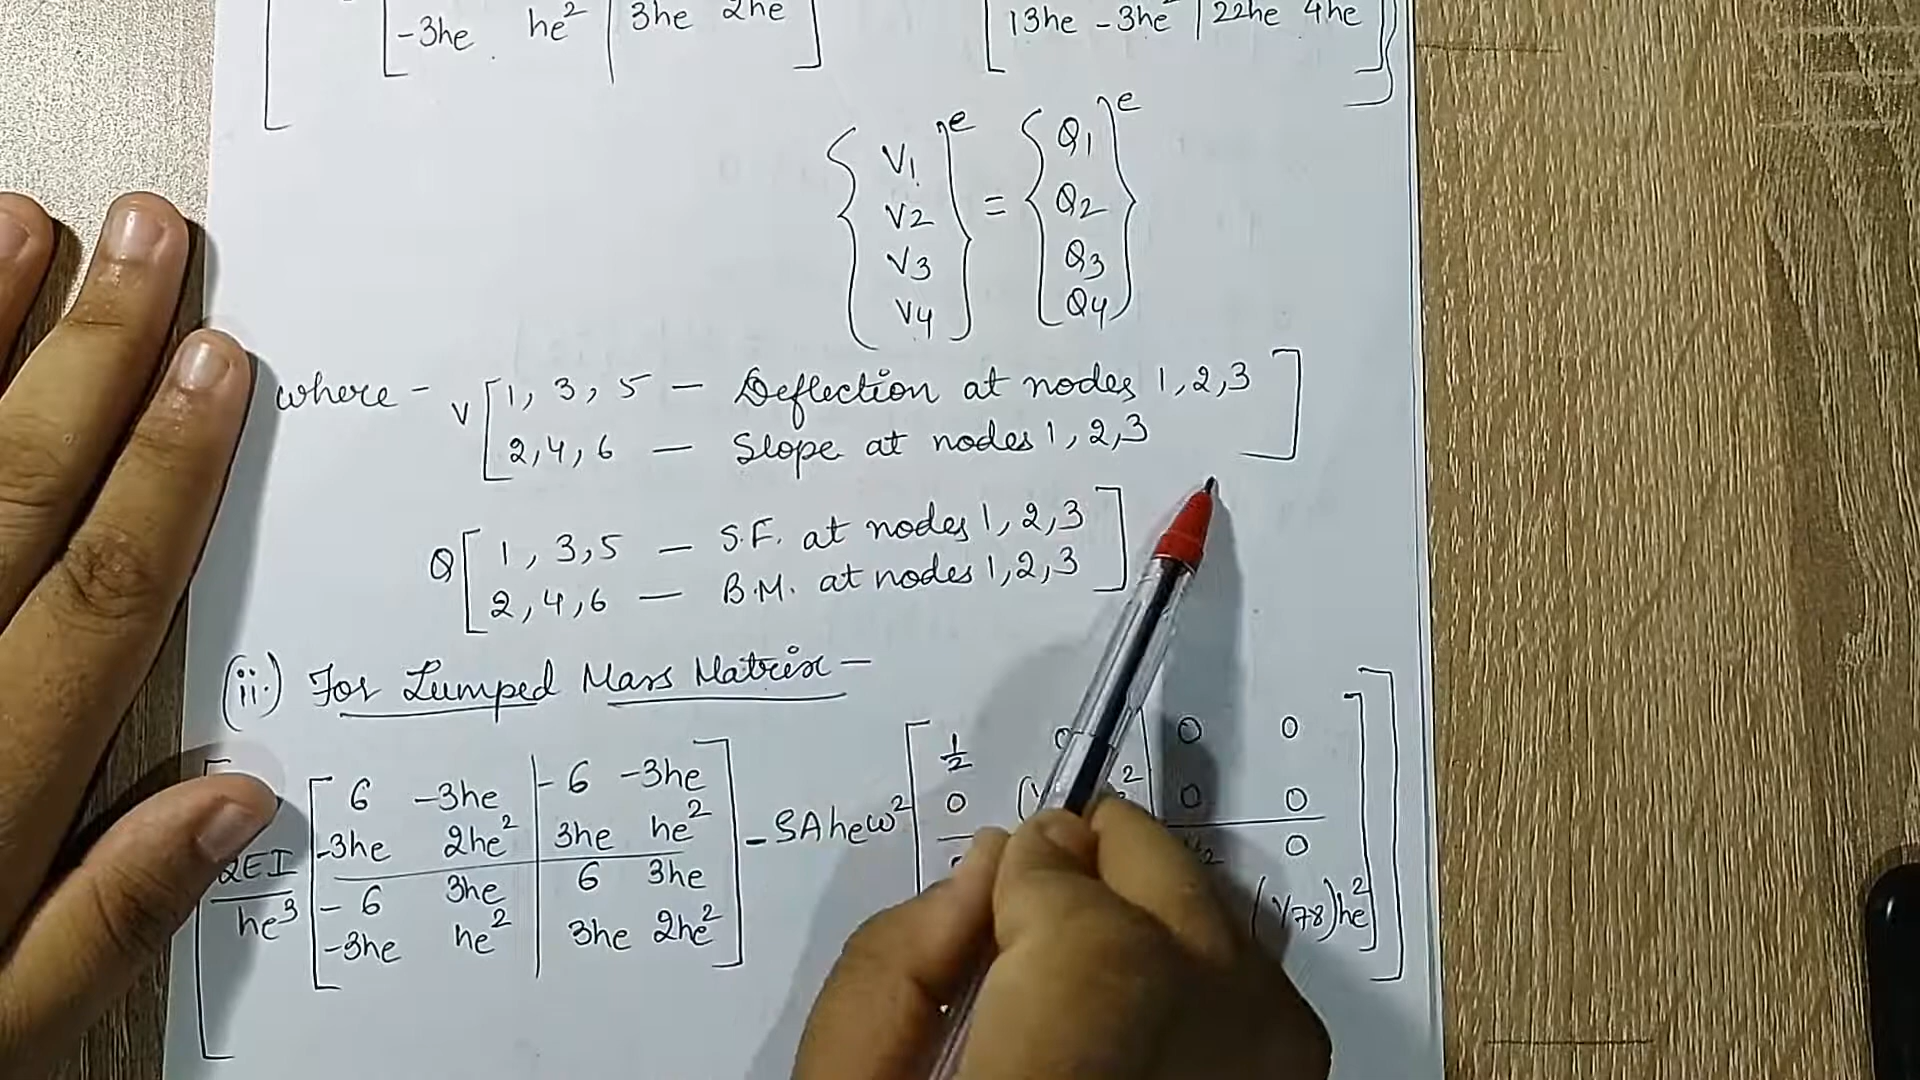 -3he he² 3he 2he 13he -3he² 22he 4he
{V1 V2 V3 V4}e = {Q1 Q2 Q3 Q4}e
where - V [1, 3, 5 — Deflection at nodes 1, 2, 3
2, 4, 6 — Slope at nodes 1, 2, 3]
Q [1, 3, 5 — S.F. at nodes 1, 2, 3
2, 4, 6 — B.M. at nodes 1, 2, 3]
(ii.) For Lumped Mass Matrix -
6 -3he -6 -3he 1/2 0 0
-3he 2he² 3he he² -SAheω² 0 0 0
2EI/he³ -6 3he 6 3he 0
-3he he² 3he 2he² (1/78)he²